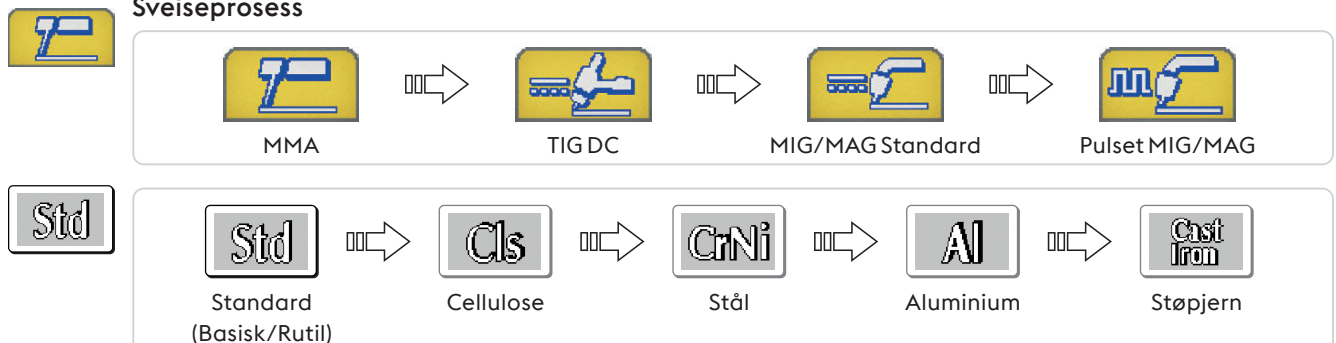 Sveiseprosess
MMA
TIG DC
MIG/MAG Standard
Pulset MIG/MAG
Std
Std
Cls
CrNi
Al
Cast
Iron
Standard
(Basisk/Rutil)
Cellulose
Stål
Aluminium
Støpjern